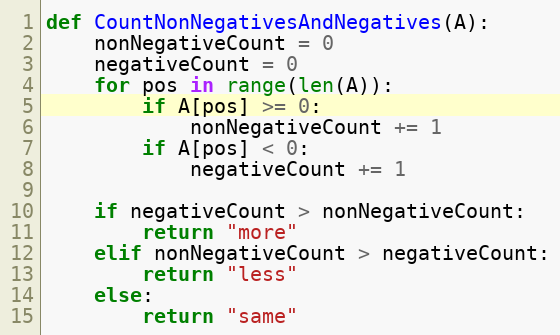 1 def CountNonNegativesAndNegatives(A):
2     nonNegativeCount = 0
3     negativeCount = 0
4     for pos in range(len(A)):
5         if A[pos] >= 0:
6             nonNegativeCount += 1
7         if A[pos] < 0:
8             negativeCount += 1
9
10     if negativeCount > nonNegativeCount:
11         return "more"
12     elif nonNegativeCount > negativeCount:
13         return "less"
14     else:
15         return "same"